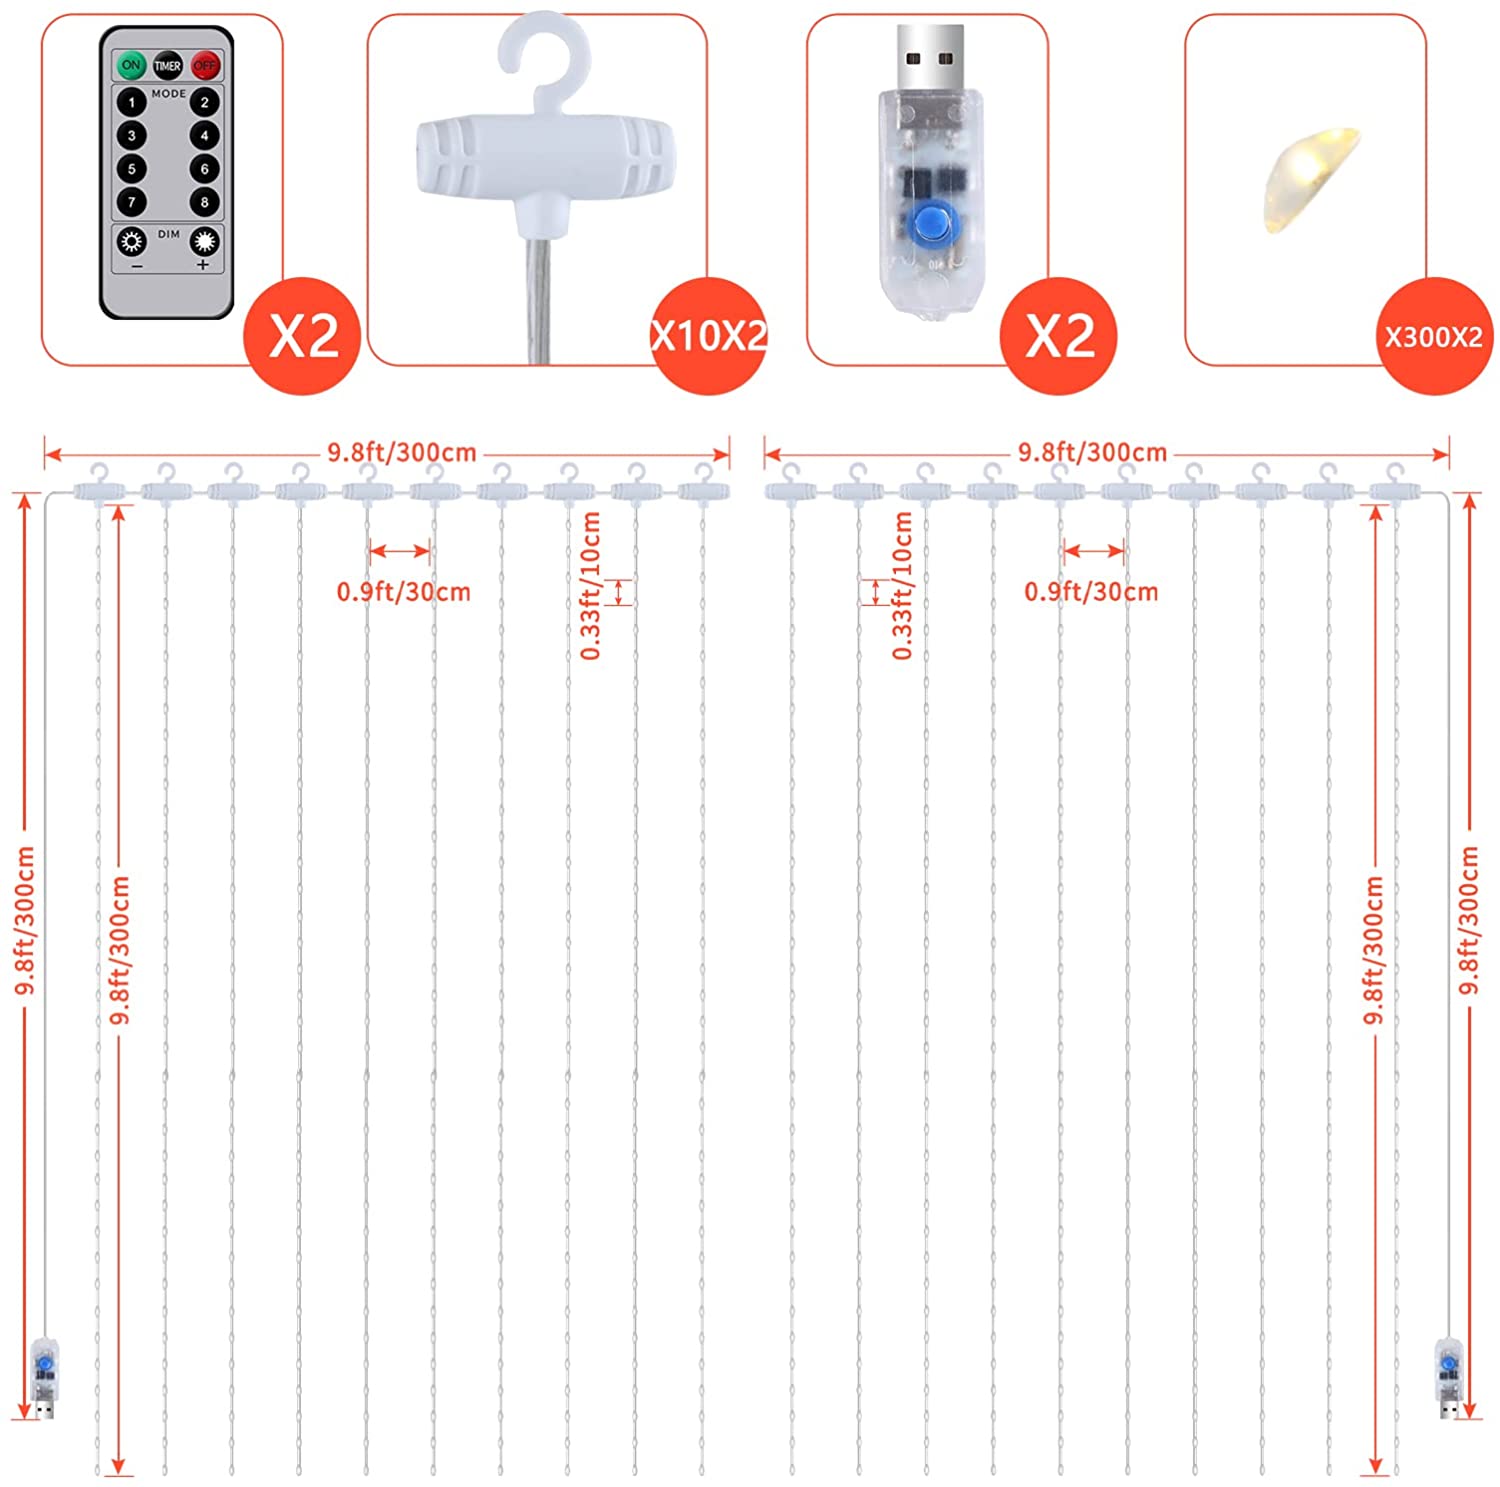 ON TIMER OFF
MODE
1 2
3 4
5 6
7 8
DIM
− +
X2
X10X2
X2
X300X2
9.8ft/300cm
9.8ft/300cm
0.9ft/30cm
0.33ft/10cm
0.33ft/10cm
0.9ft/30cm
9.8ft/300cm
9.8ft/300cm
9.8ft/300cm
9.8ft/300cm